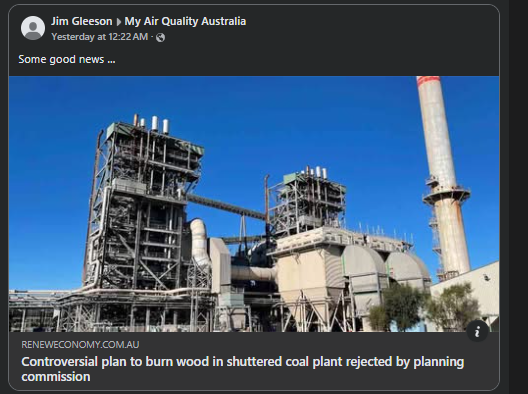 Jim Gleeson ▸ My Air Quality Australia
Yesterday at 12:22 AM ·
Some good news ...
i
RENEWECONOMY.COM.AU
Controversial plan to burn wood in shuttered coal plant rejected by planning
commission